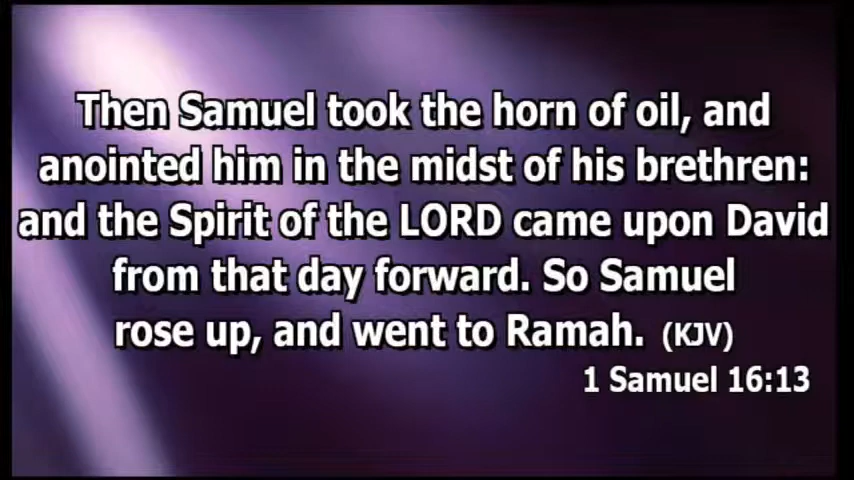 Then Samuel took the horn of oil, and
anointed him in the midst of his brethren:
and the Spirit of the LORD came upon David
from that day forward. So Samuel
rose up, and went to Ramah. (KJV)
1 Samuel 16:13